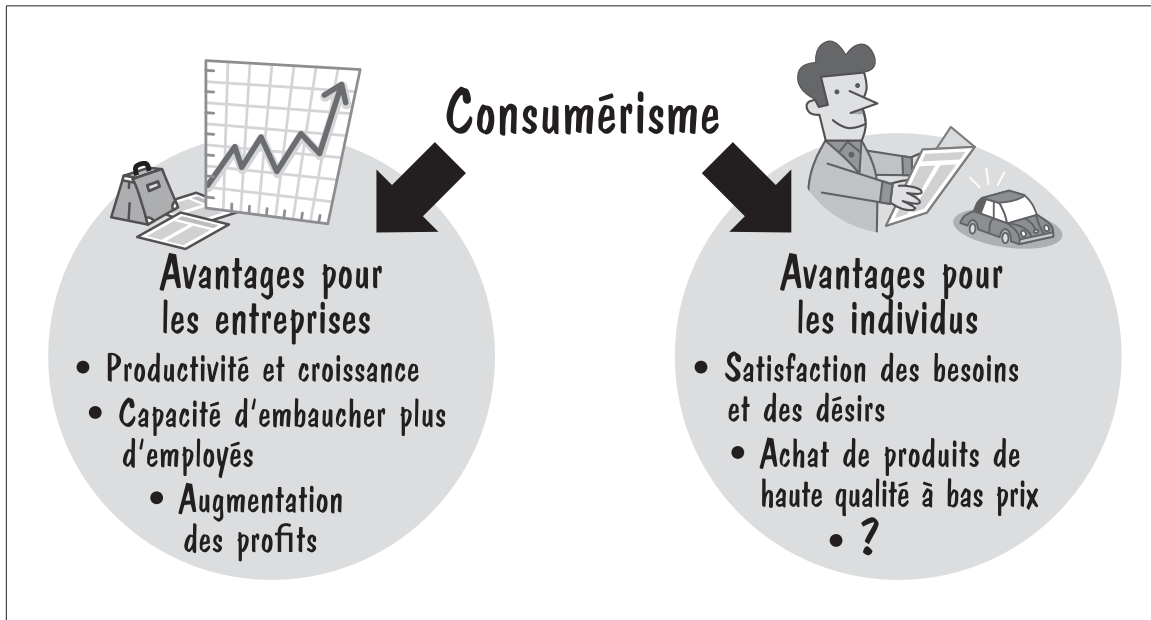 Consumérisme
Avantages pour
les entreprises
• Productivité et croissance
• Capacité d'embaucher plus
d'employés
• Augmentation
des profits
Avantages pour
les individus
• Satisfaction des besoins
et des désirs
• Achat de produits de
haute qualité à bas prix
• ?